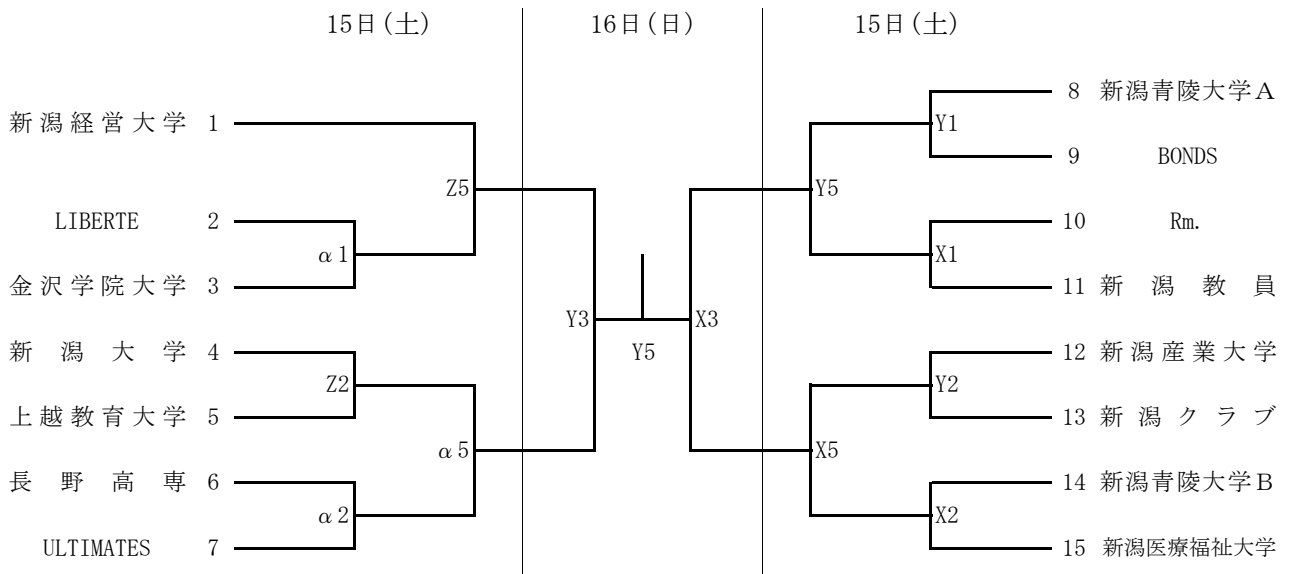 15日(土) 16日(日) 15日(土)
8 新潟青陵大学A
新潟経営大学 1
Y1
9 BONDS
Z5
Y5
LIBERTE 2
10 Rm.
α1
X1
金沢学院大学 3
11 新潟教員
Y3
X3
新潟大学 4
Y5
12 新潟産業大学
Z2
Y2
上越教育大学 5
13 新潟クラブ
α5
X5
長野高専 6
14 新潟青陵大学B
α2
X2
ULTIMATES 7
15 新潟医療福祉大学